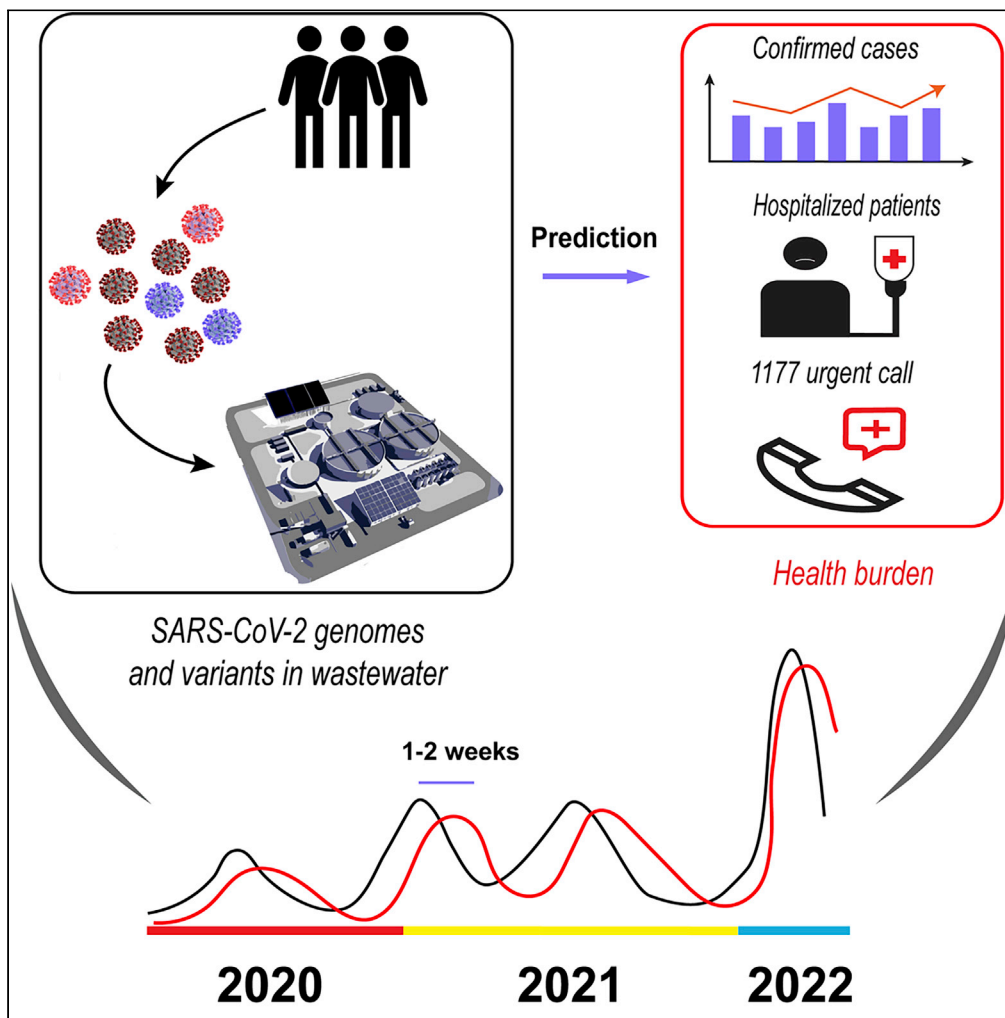 Confirmed cases
Prediction
Hospitalized patients
1177 urgent call
Health burden
SARS-CoV-2 genomes
and variants in wastewater
1-2 weeks
2020
2021
2022